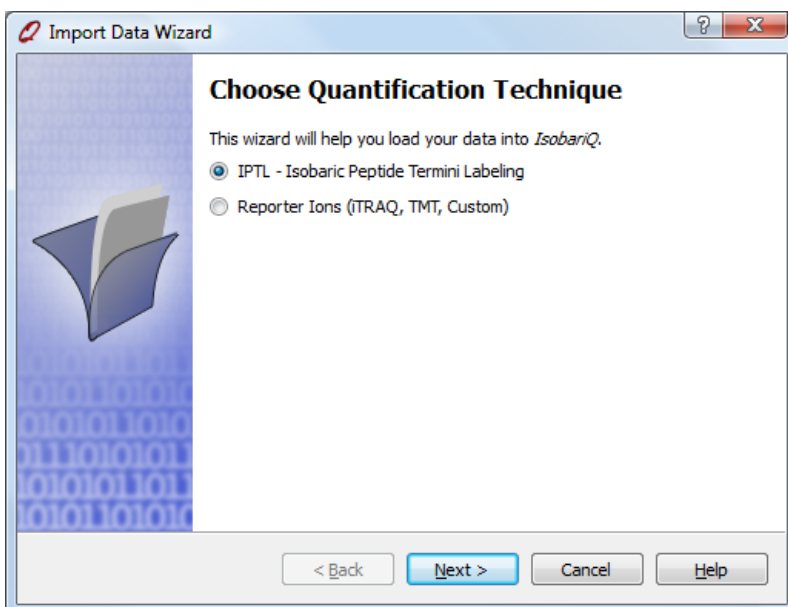 Import Data Wizard
Choose Quantification Technique
This wizard will help you load your data into IsobariQ.
IPTL - Isobaric Peptide Termini Labeling
Reporter Ions (iTRAQ, TMT, Custom)
< Back Next > Cancel Help